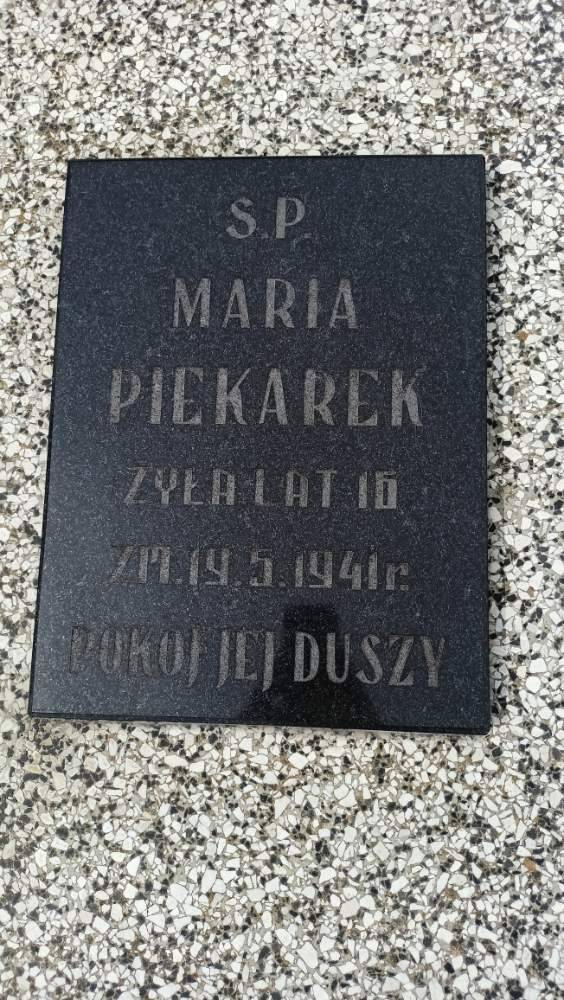 S.P.
MARIA
PIEKAREK
ŻYŁA LAT 16
ZM. 19.5.1941 r.
POKÓJ JEJ DUSZY